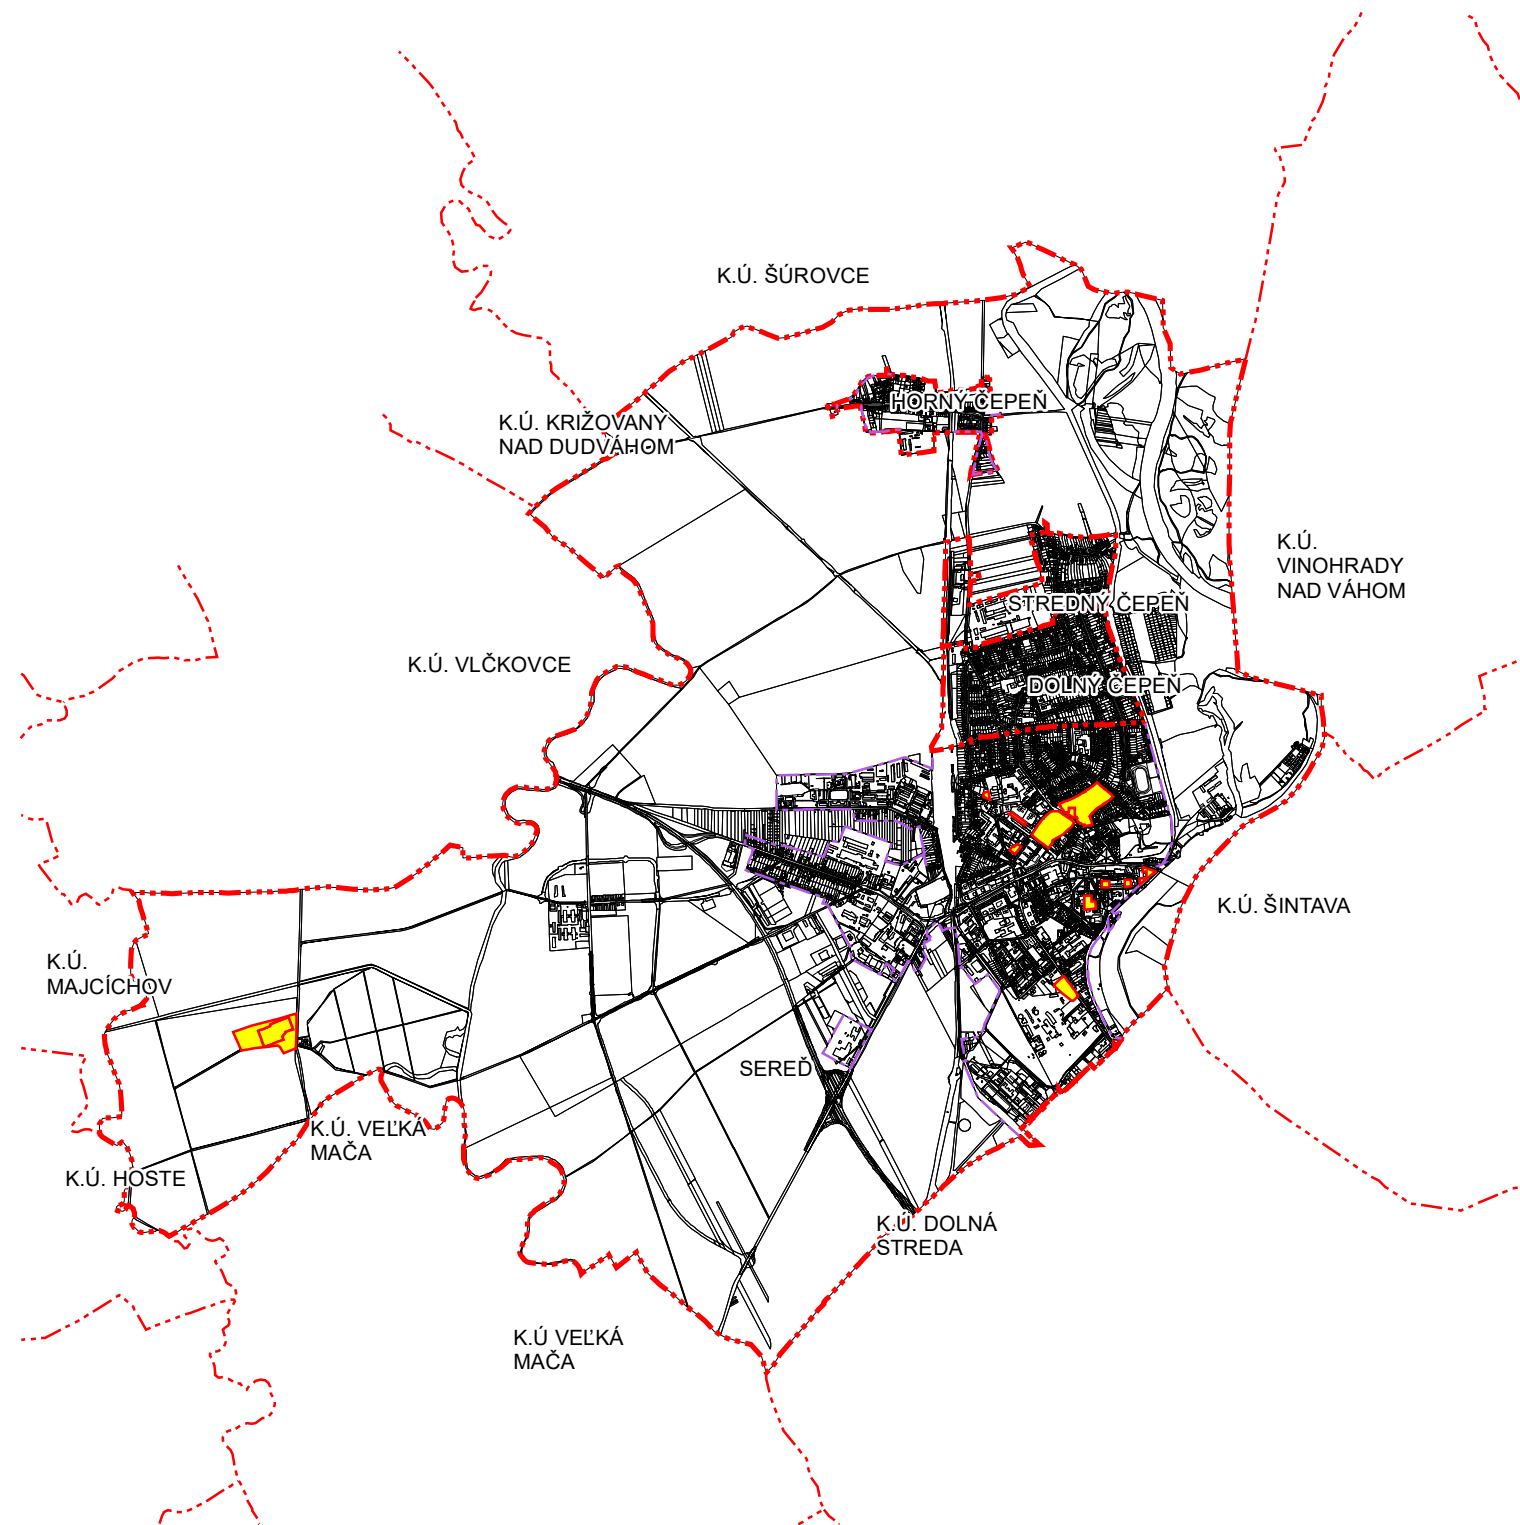 K.Ú. ŠÚROVCE
HORNÝ ČEPEŇ
K.Ú. KRIŽOVANY
NAD DUDVÁHOM
K.Ú.
VINOHRADY
NAD VÁHOM
STREDNÝ ČEPEŇ
K.Ú. VLČKOVCE
DOLNÝ ČEPEŇ
K.Ú. ŠINTAVA
K.Ú.
MAJCÍCHOV
SEREĎ
K.Ú. VEĽKÁ
MAČA
K.Ú. HOSTE
K.Ú. DOLNÁ
STREDA
K.Ú VEĽKÁ
MAČA